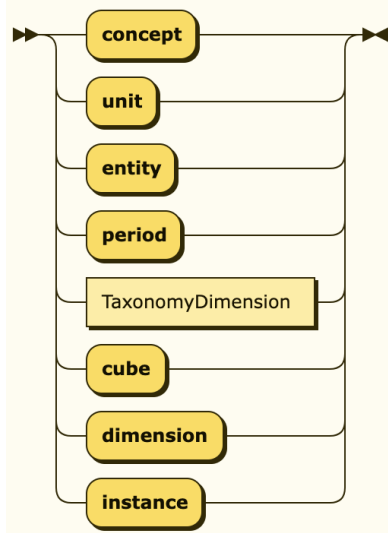 concept
unit
entity
period
TaxonomyDimension
cube
dimension
instance